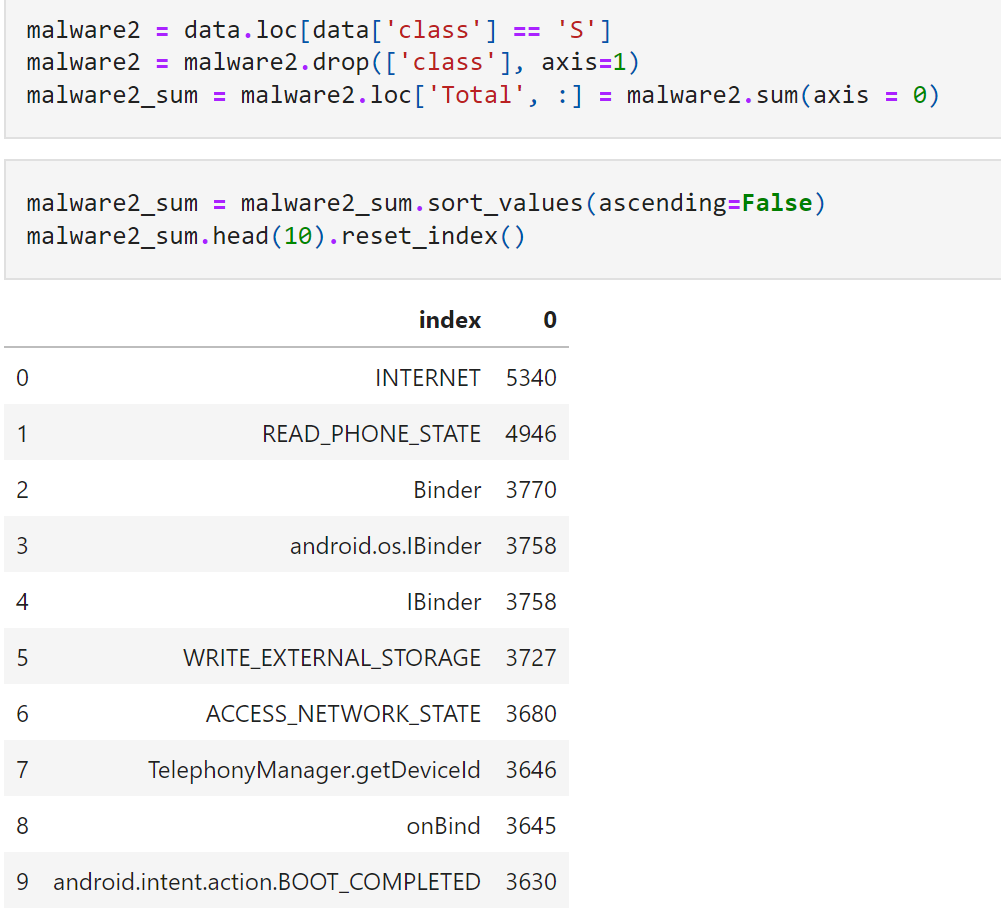 malware2 = data.loc[data['class'] == 'S']
malware2 = malware2.drop(['class'], axis=1)
malware2_sum = malware2.loc['Total', :] = malware2.sum(axis = 0)
malware2_sum = malware2_sum.sort_values(ascending=False)
malware2_sum.head(10).reset_index()
index 0
0 INTERNET 5340
1 READ_PHONE_STATE 4946
2 Binder 3770
3 android.os.IBinder 3758
4 IBinder 3758
5 WRITE_EXTERNAL_STORAGE 3727
6 ACCESS_NETWORK_STATE 3680
7 TelephonyManager.getDeviceId 3646
8 onBind 3645
9 android.intent.action.BOOT_COMPLETED 3630